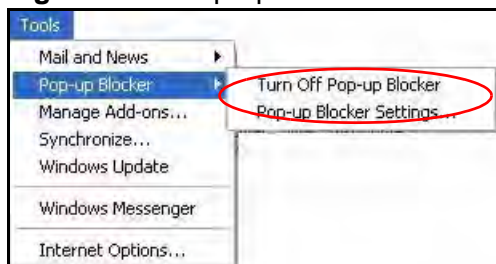 Tools
Mail and News
Pop-up Blocker
Turn Off Pop-up Blocker
Pop-up Blocker Settings...
Manage Add-ons...
Synchronize...
Windows Update
Windows Messenger
Internet Options...